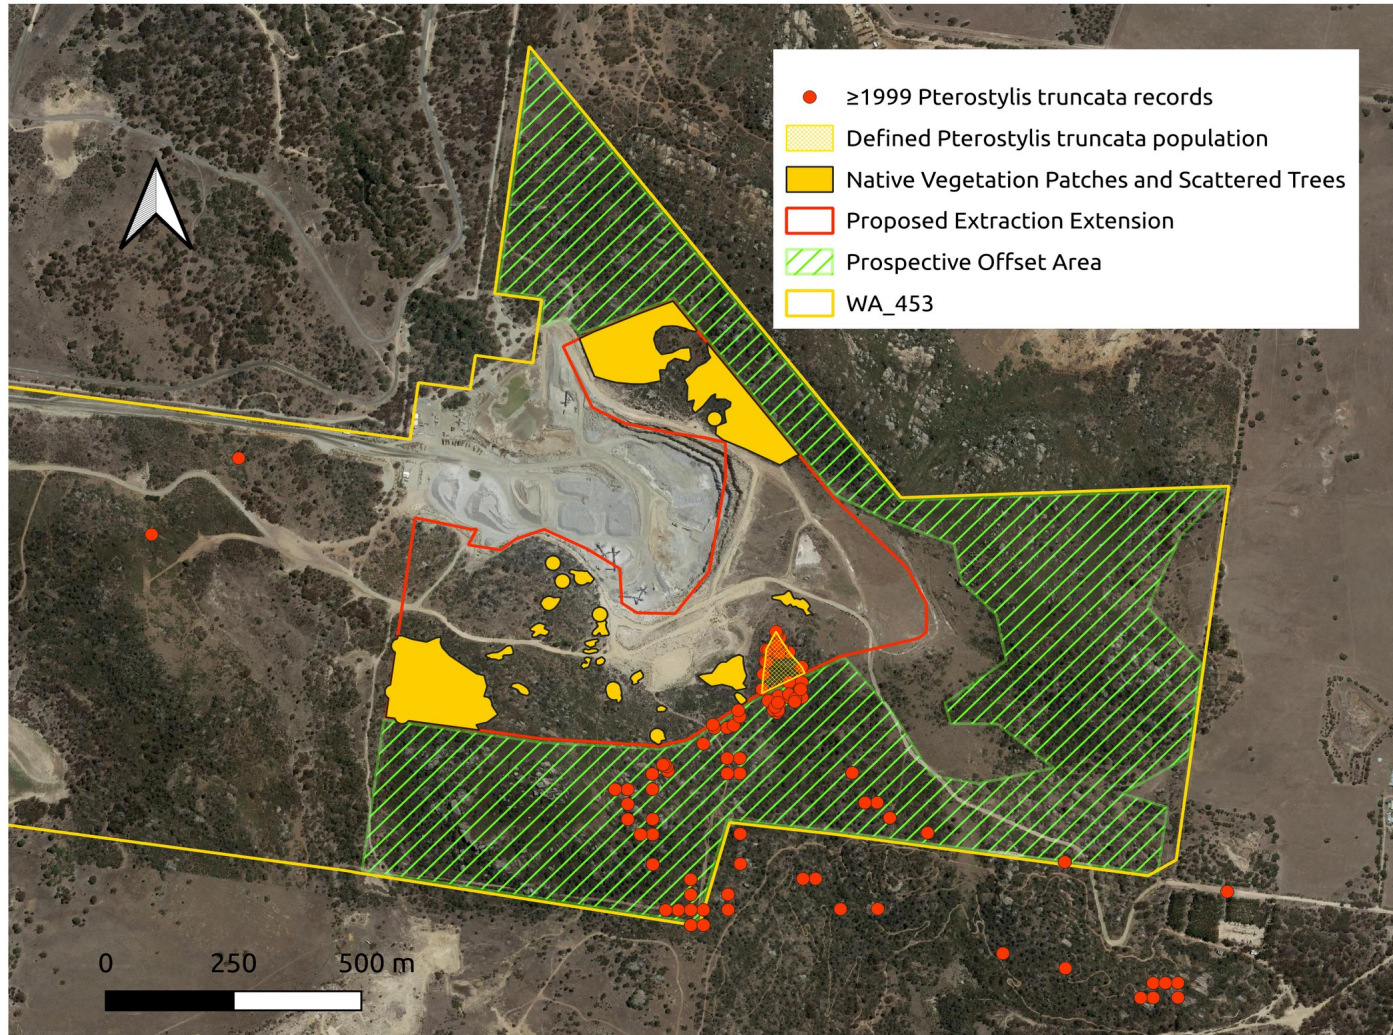 ≥1999 Pterostylis truncata records
Defined Pterostylis truncata population
Native Vegetation Patches and Scattered Trees
Proposed Extraction Extension
Prospective Offset Area
WA_453
0 250 500 m